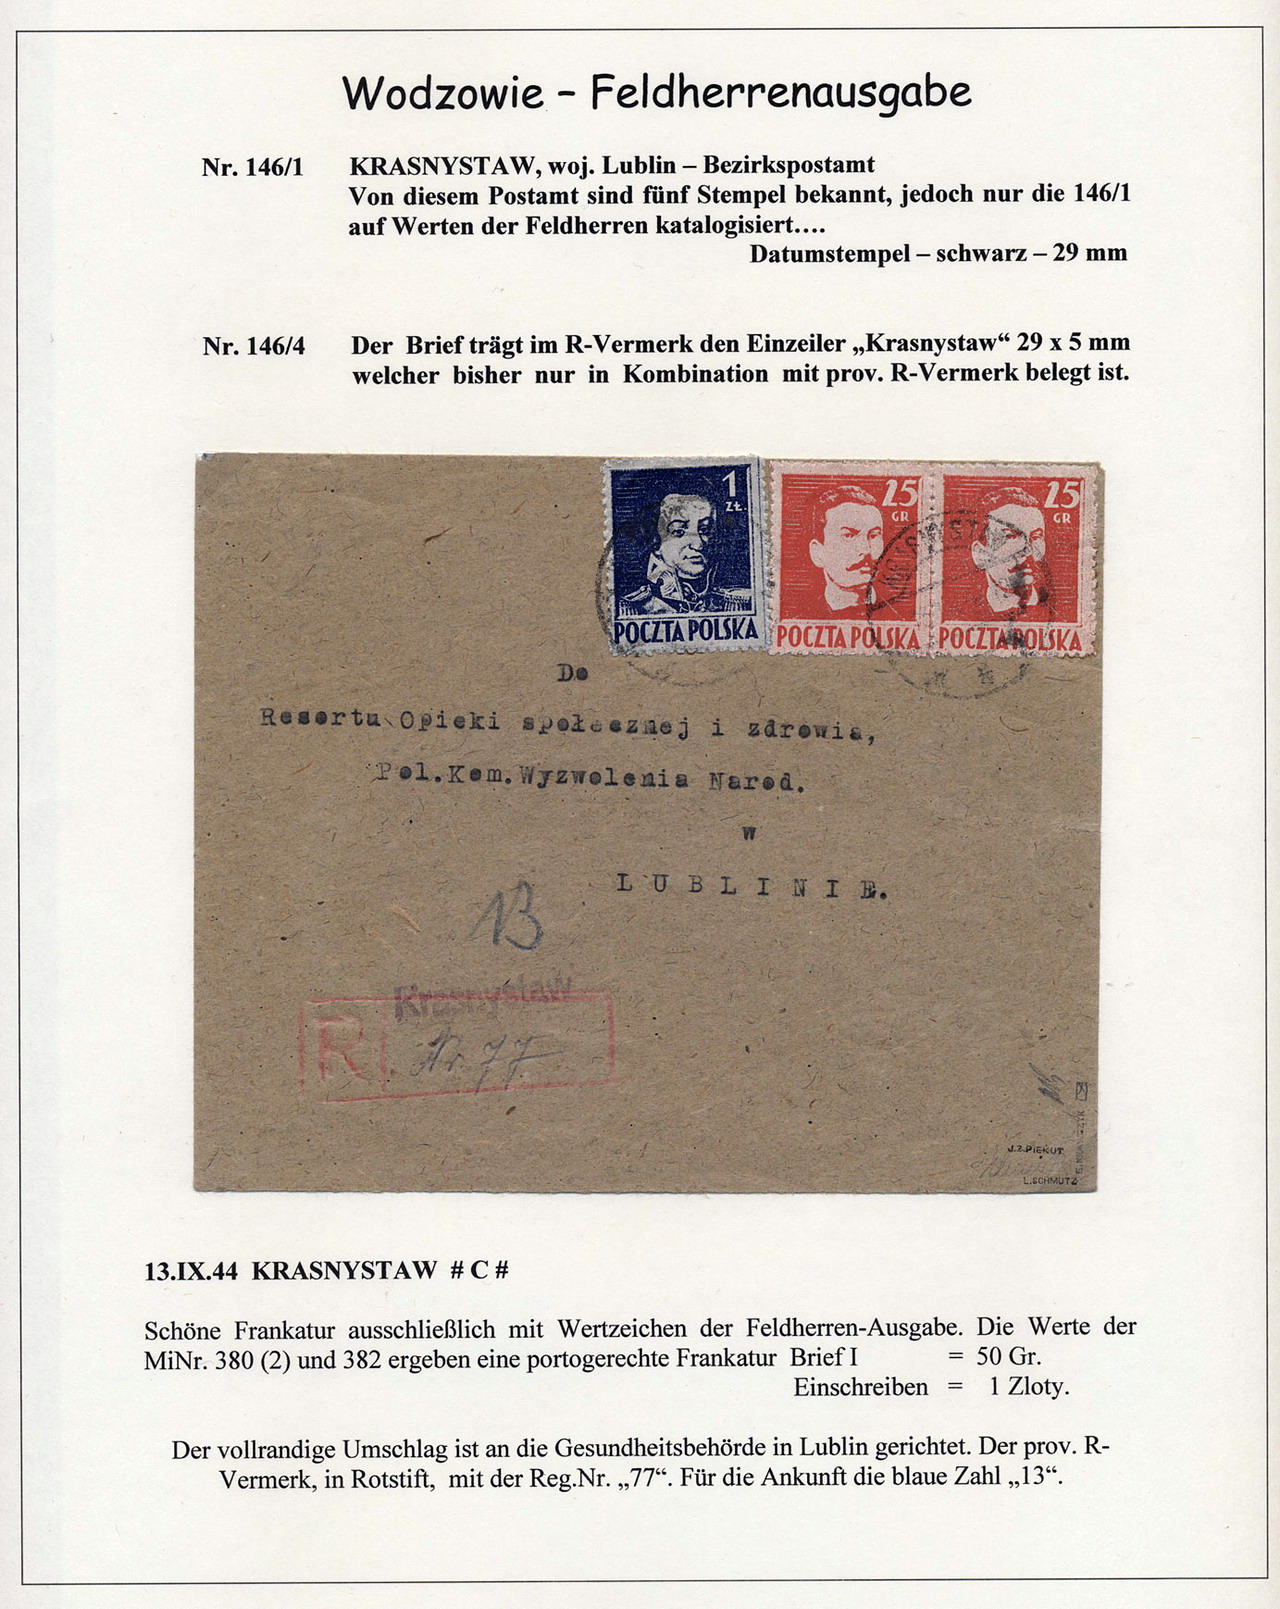 Wodzowie – Feldherrenausgabe
Nr. 146/1 KRASNYSTAW, woj. Lublin – Bezirkspostamt
Von diesem Postamt sind fünf Stempel bekannt, jedoch nur die 146/1
auf Werten der Feldherren katalogisiert….
Datumstempel – schwarz – 29 mm
Nr. 146/4 Der Brief trägt im R-Vermerk den Einzeiler „Krasnystaw“ 29 x 5 mm
welcher bisher nur in Kombination mit prov. R-Vermerk belegt ist.
1 ZŁ.
POCZTA POLSKA
25 GR
POCZTA POLSKA
25 GR
POCZTA POLSKA
KRASNYSTAW
Do
Resortu Opieki społecznej i zdrowia,
Pol.Kom.Wyzwolenia Narod.
w
LUBLINIE.
13
Krasnystaw
R Nr. 77
J.Z.PIEKUT
L.SCHMUTZ
13.IX.44 KRASNYSTAW # C #
Schöne Frankatur ausschließlich mit Wertzeichen der Feldherren-Ausgabe. Die Werte der
MiNr. 380 (2) und 382 ergeben eine portogerechte Frankatur Brief I = 50 Gr.
Einschreiben = 1 Zloty.
Der vollrandige Umschlag ist an die Gesundheitsbehörde in Lublin gerichtet. Der prov. R-
Vermerk, in Rotstift, mit der Reg.Nr. „77“. Für die Ankunft die blaue Zahl „13“.